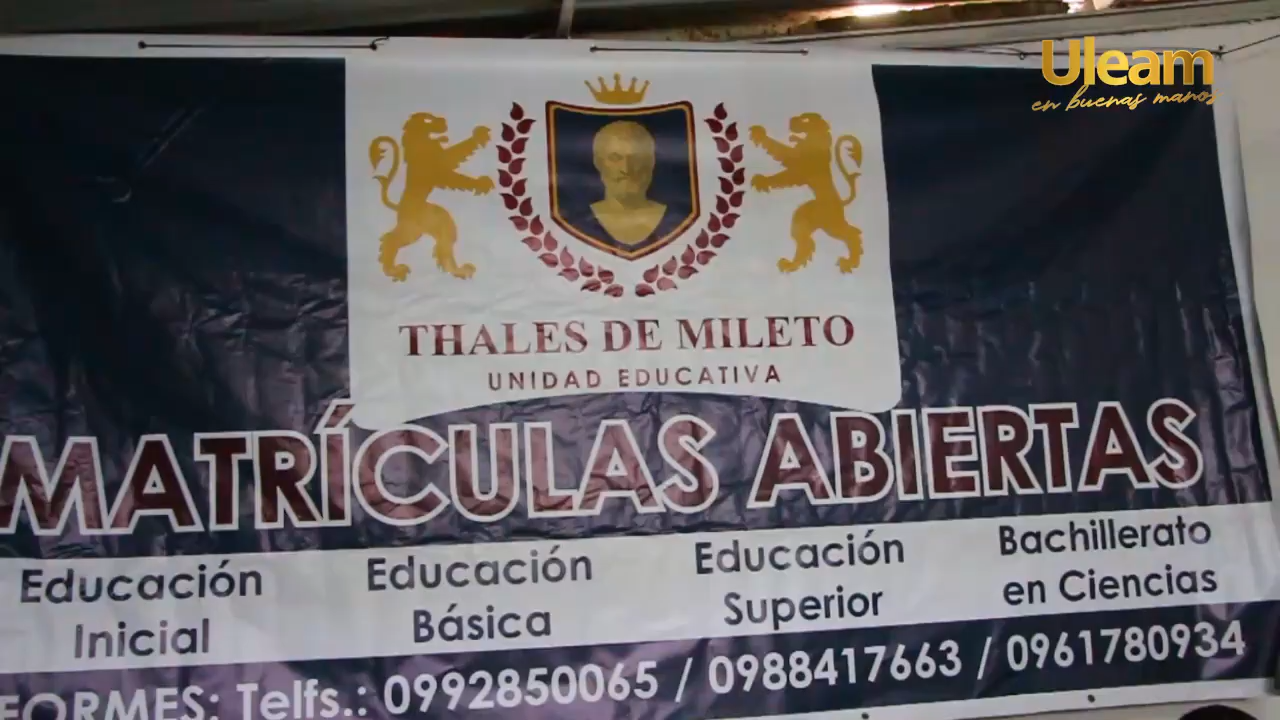 Uleam
en buenas manos
THALES DE MILETO
UNIDAD EDUCATIVA
MATRÍCULAS ABIERTAS
Educación Inicial
Educación Básica
Educación Superior
Bachillerato en Ciencias
FORMES: Telfs.: 0992850065 / 0988417663 / 0961780934